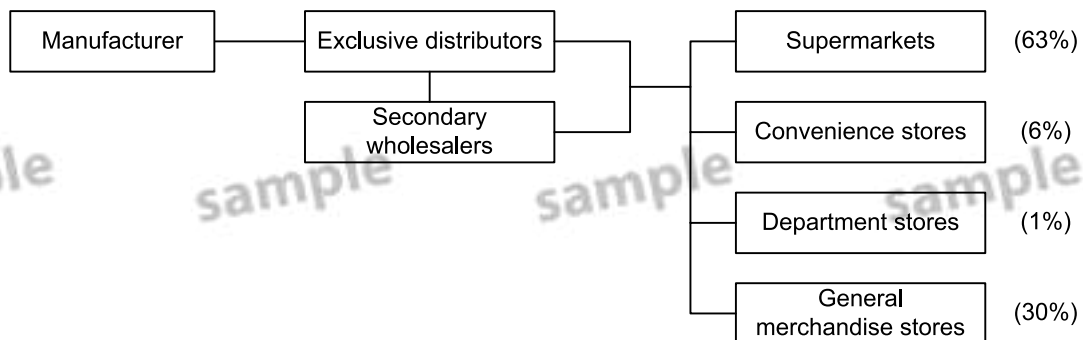 Manufacturer
Exclusive distributors
Supermarkets (63%)
Secondary
wholesalers
Convenience stores (6%)
sample sample sample
Department stores (1%)
General
merchandise stores (30%)